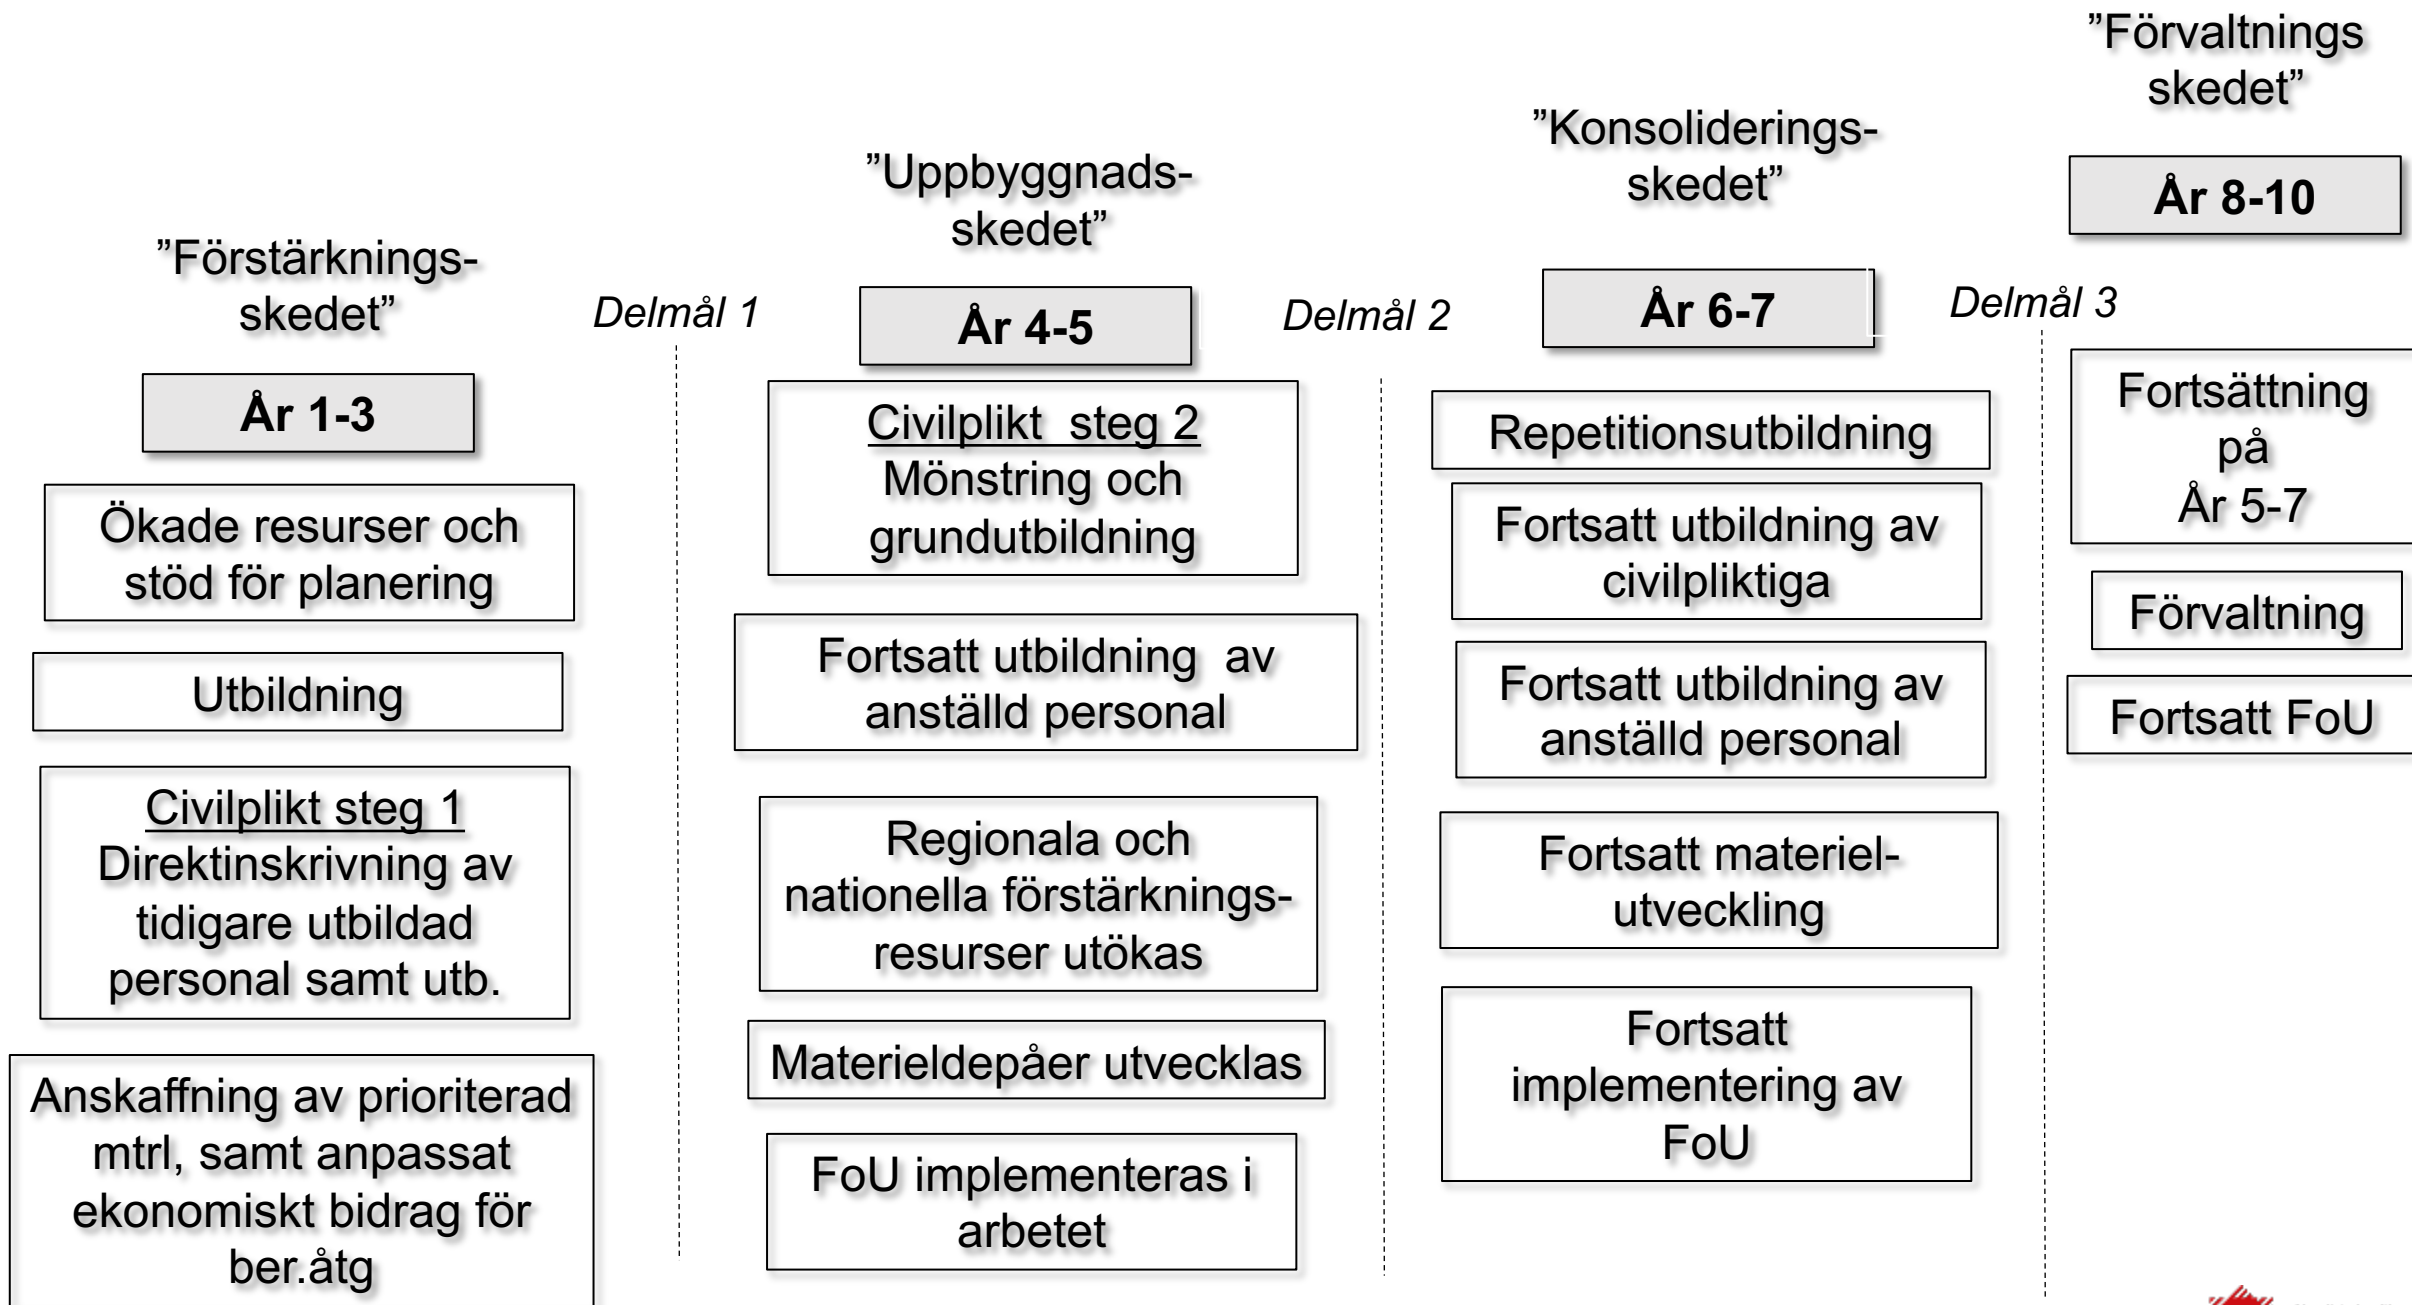 ”Förstärknings-
skedet”
År 1-3
Ökade resurser och
stöd för planering
Utbildning
Civilplikt steg 1
Direktinskrivning av
tidigare utbildad
personal samt utb.
Anskaffning av prioriterad
mtrl, samt anpassat
ekonomiskt bidrag för
ber.åtg
Delmål 1
”Uppbyggnads-
skedet”
År 4-5
Civilplikt  steg 2
Mönstring och
grundutbildning
Fortsatt utbildning  av
anställd personal
Regionala och
nationella förstärknings-
resurser utökas
Materieldepåer utvecklas
FoU implementeras i
arbetet
Delmål 2
”Konsoliderings-
skedet”
År 6-7
Repetitionsutbildning
Fortsatt utbildning av
civilpliktiga
Fortsatt utbildning av
anställd personal
Fortsatt materiel-
utveckling
Fortsatt
implementering av
FoU
Delmål 3
”Förvaltnings
skedet”
År 8-10
Fortsättning
på
År 5-7
Förvaltning
Fortsatt FoU